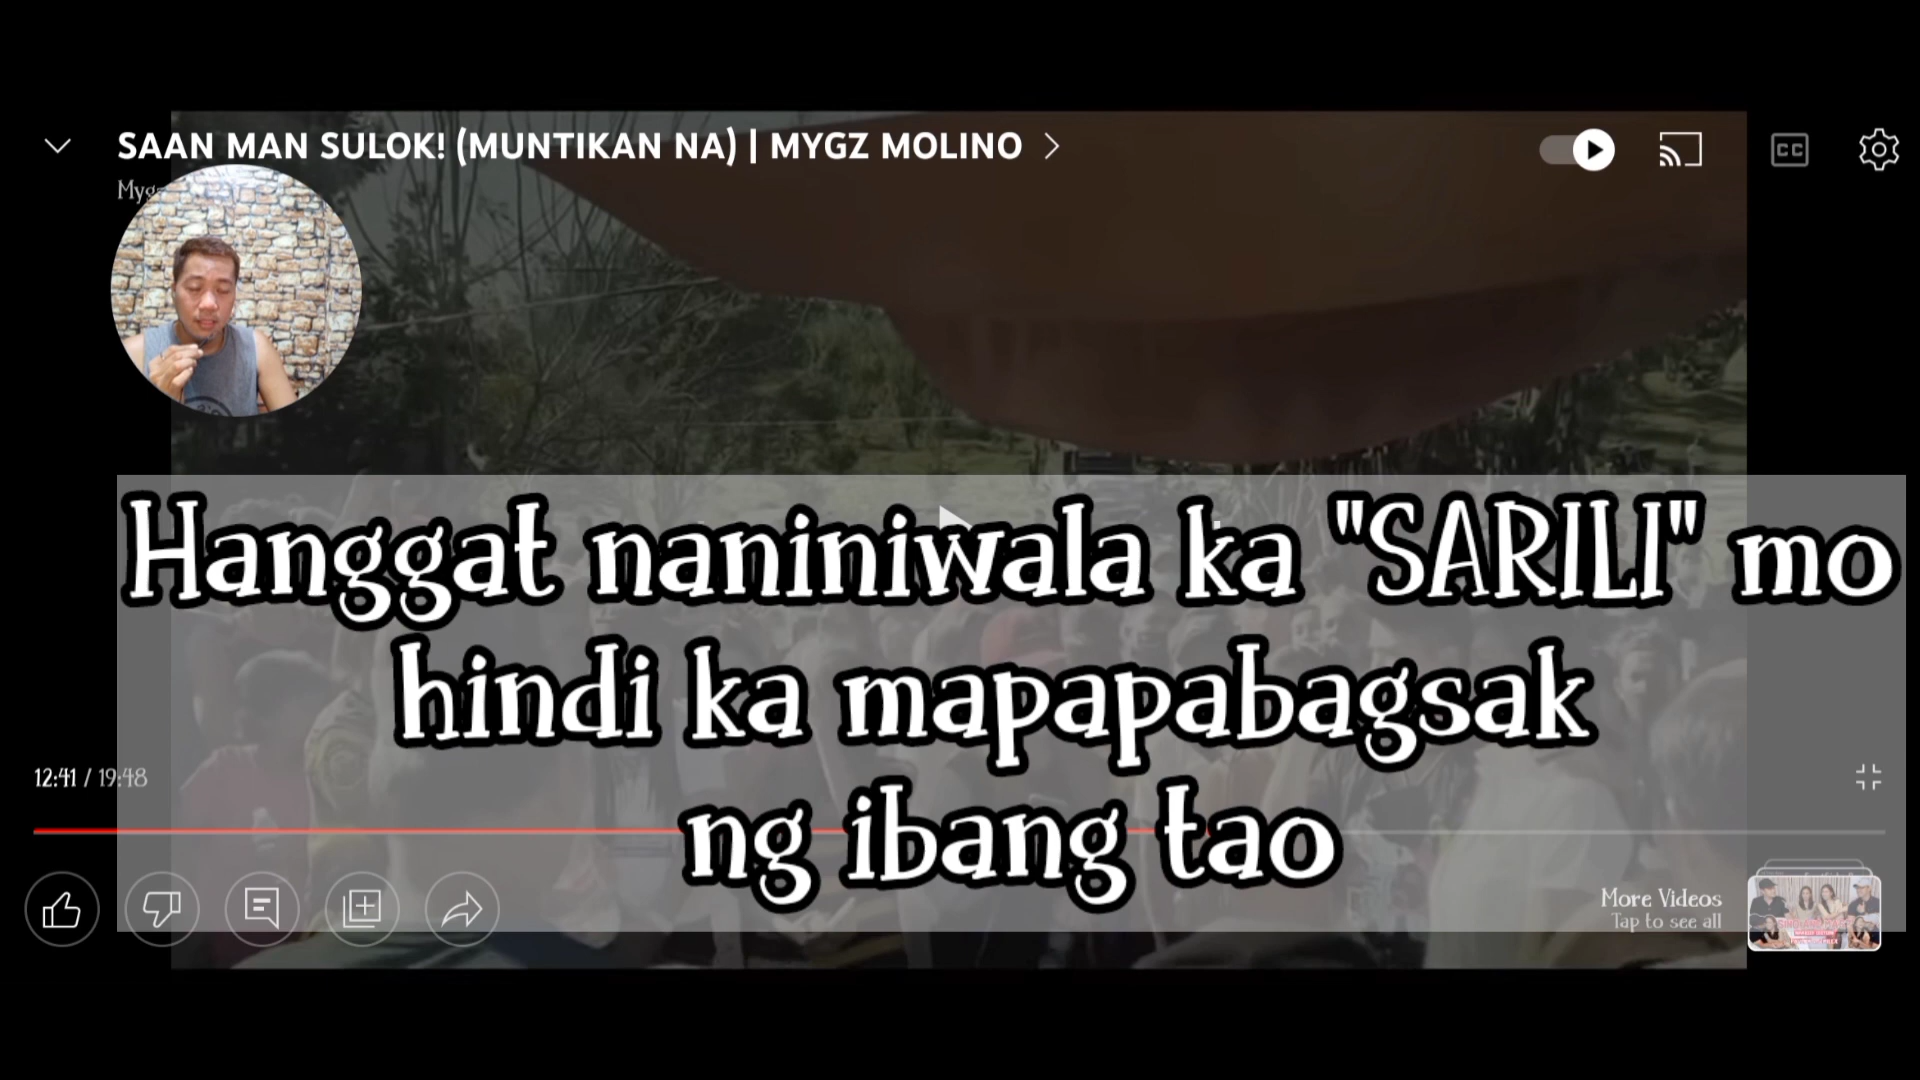 SAAN MAN SULOK! (MUNTIKAN NA) | MYGZ MOLINO
CC
Hanggat naniniwala ka "SARILI" mo
hindi ka mapapabagsak
ng ibang tao
12:41 / 19:48
More Videos
Tap to see all